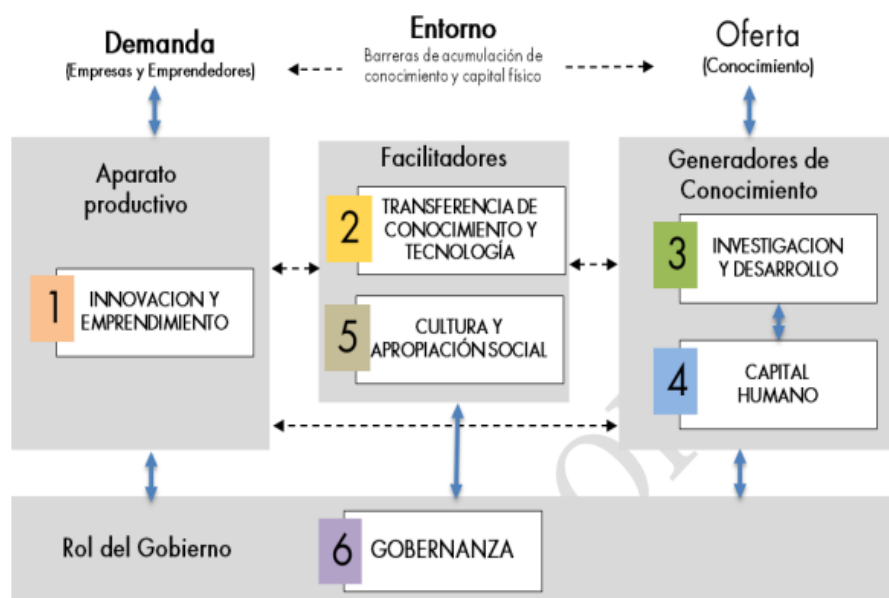 Demanda
(Empresas y Emprendedores)
Entorno
Barreras de acumulación de
conocimiento y capital físico
Oferta
(Conocimiento)
Aparato
productivo
1
INNOVACION Y
EMPRENDIMIENTO
Facilitadores
2
TRANSFERENCIA DE
CONOCIMIENTO Y
TECNOLOGÍA
5
CULTURA Y
APROPIACIÓN SOCIAL
Generadores de
Conocimiento
3
INVESTIGACION
Y DESARROLLO
4
CAPITAL
HUMANO
Rol del Gobierno
6
GOBERNANZA